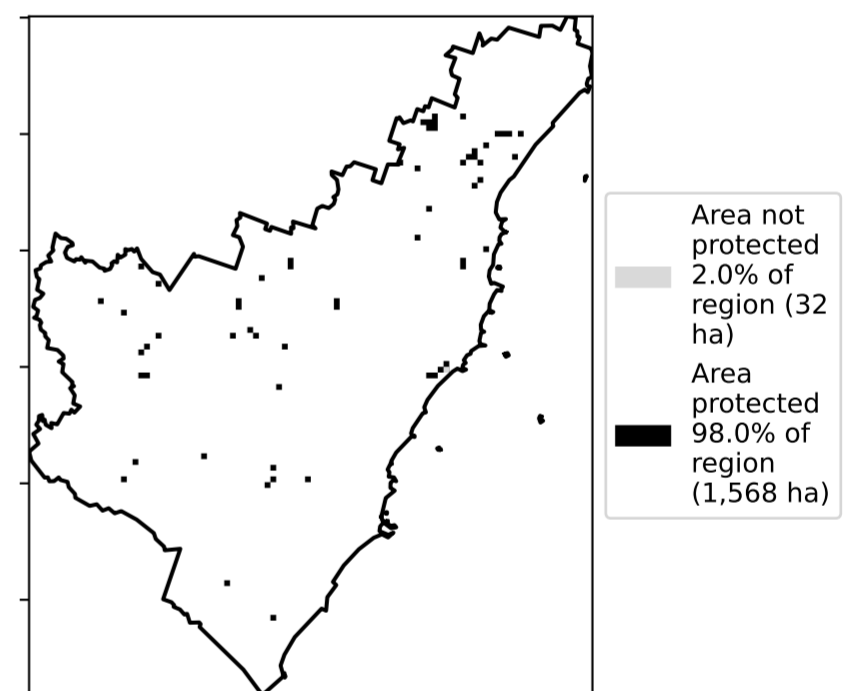 Area not
protected
2.0% of
region (32
ha)
Area
protected
98.0% of
region
(1,568 ha)